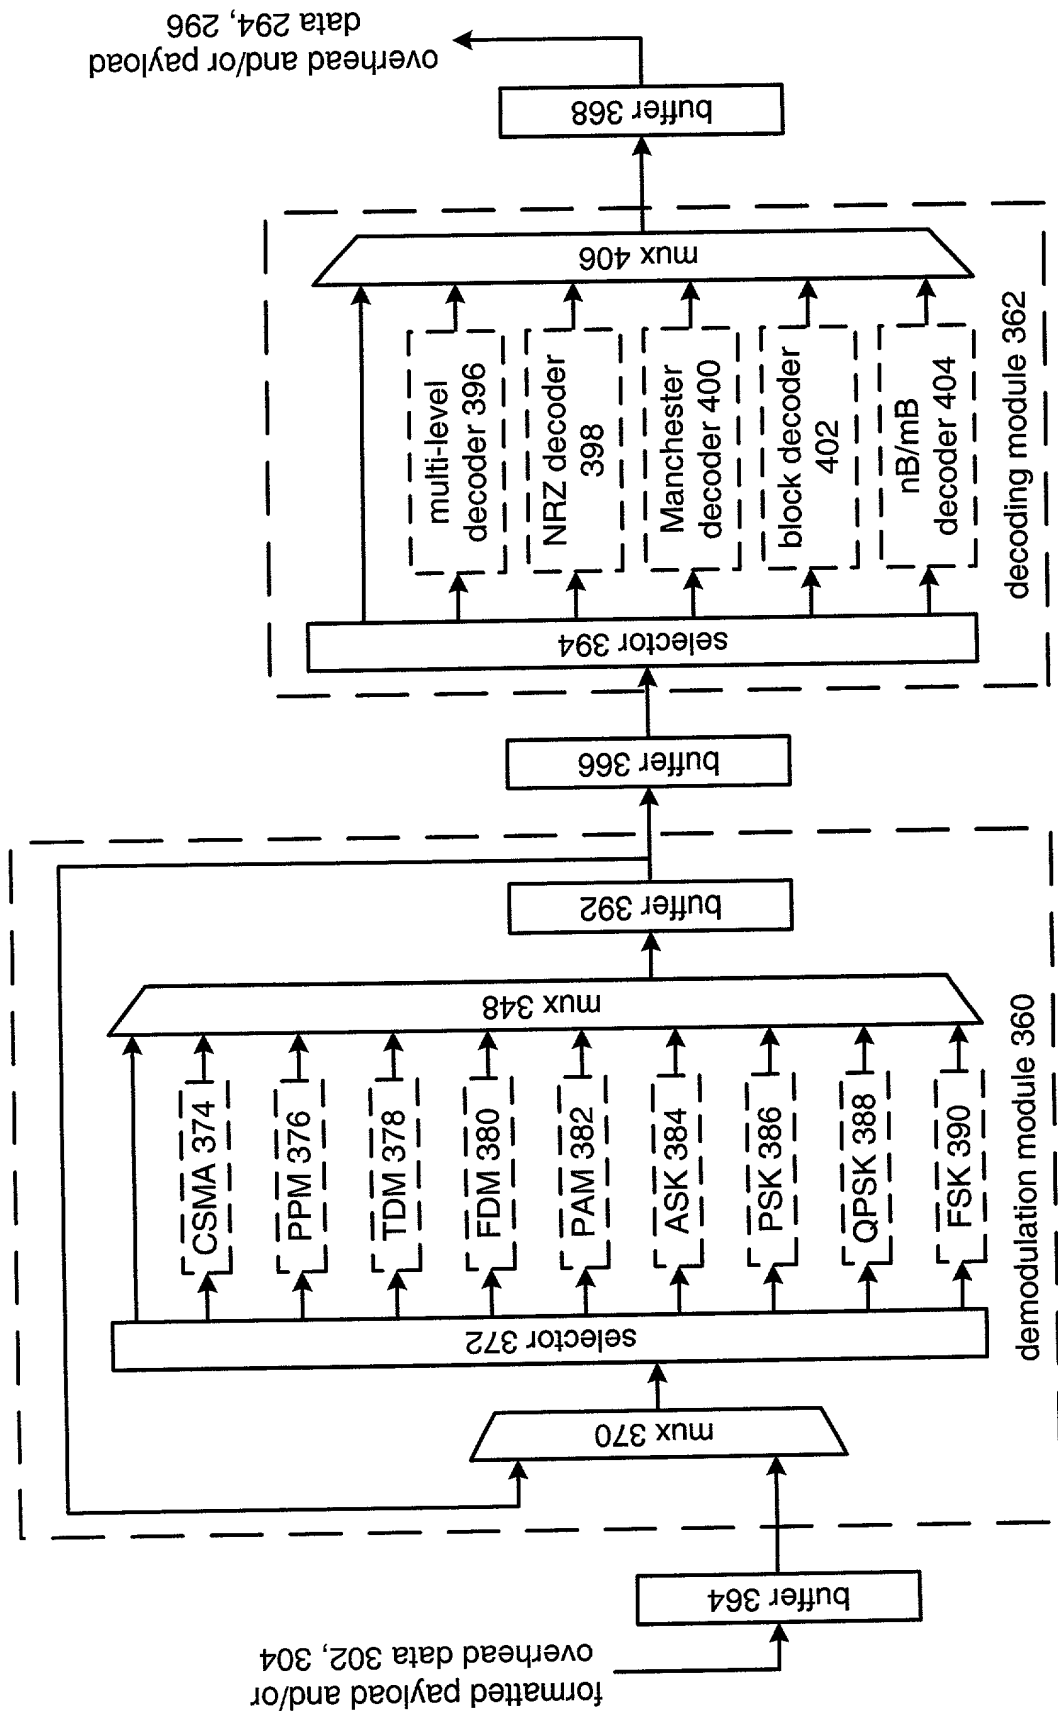 overhead and/or payload
data 294, 296
buffer 368
mux 406
multi-level
decoder 396
NRZ decoder
398
Manchester
decoder 400
block decoder
402
nB/mB
decoder 404
selector 394
decoding module 362
buffer 366
buffer 392
mux 348
CSMA 374
PPM 376
TDM 378
FDM 380
PAM 382
ASK 384
PSK 386
QPSK 388
FSK 390
selector 372
demodulation module 360
mux 370
buffer 364
formatted payload and/or
overhead data 302, 304